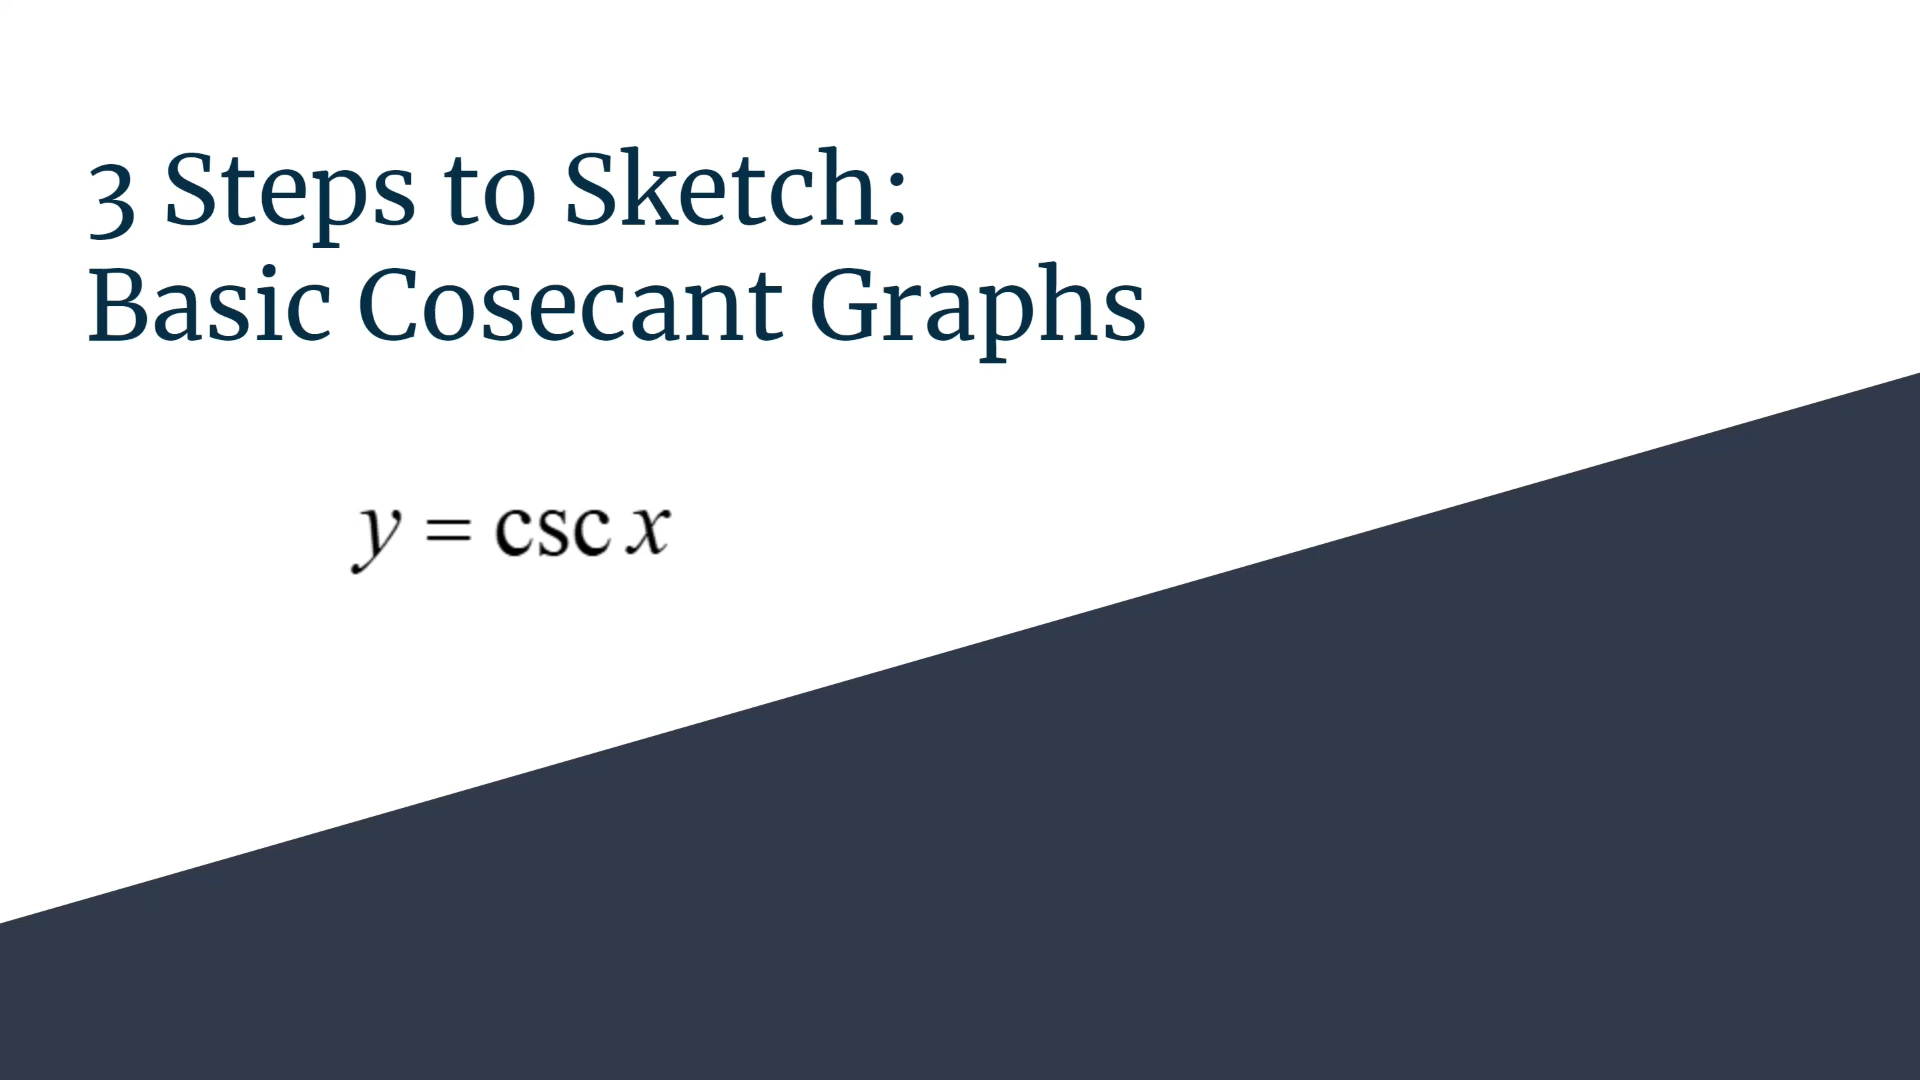 3 Steps to Sketch:
Basic Cosecant Graphs
y = csc x